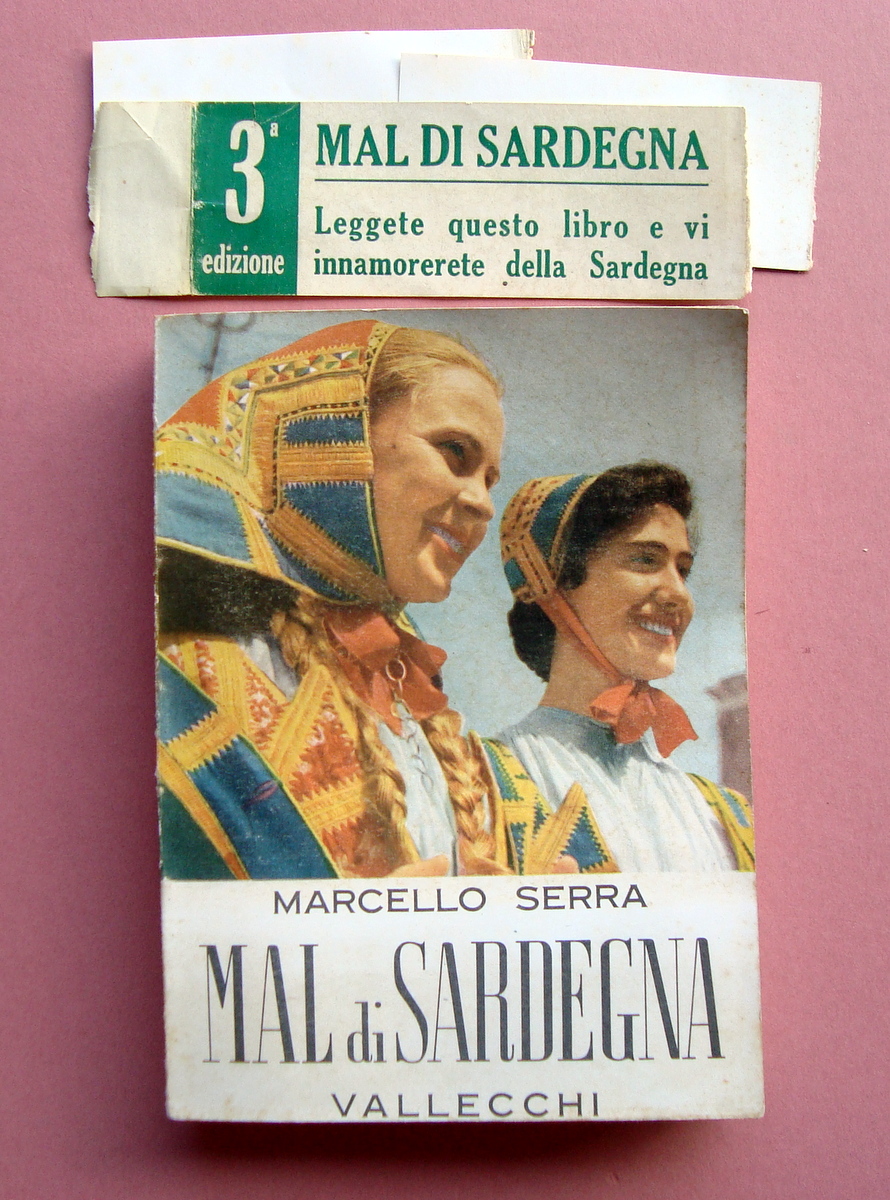 3ª
edizione
MAL DI SARDEGNA
Leggete questo libro e vi
innamorerete della Sardegna
MARCELLO SERRA
MAL di SARDEGNA
VALLECCHI